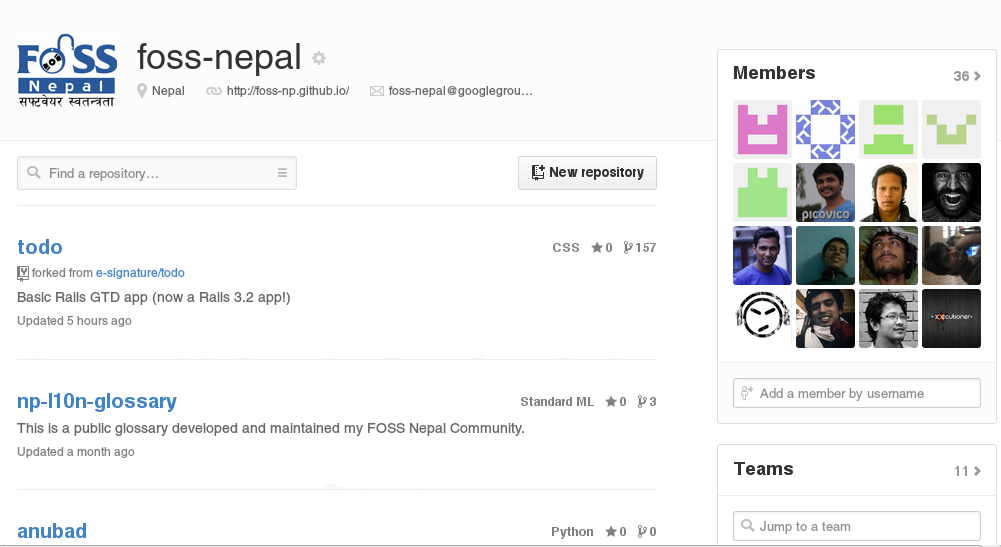 FOSS
Nepal
सफ्टवेयर स्वतन्त्रता
foss-nepal
Nepal
http://foss-np.github.io/
foss-nepal@googlegrou…
Find a repository…
New repository
todo
CSS 0 157
forked from e-signature/todo
Basic Rails GTD app (now a Rails 3.2 app!)
Updated 5 hours ago
np-l10n-glossary
Standard ML 0 3
This is a public glossary developed and maintained my FOSS Nepal Community.
Updated a month ago
anubad
Python 0 0
Members
36
picovico
Add a member by username
Teams
11
Jump to a team